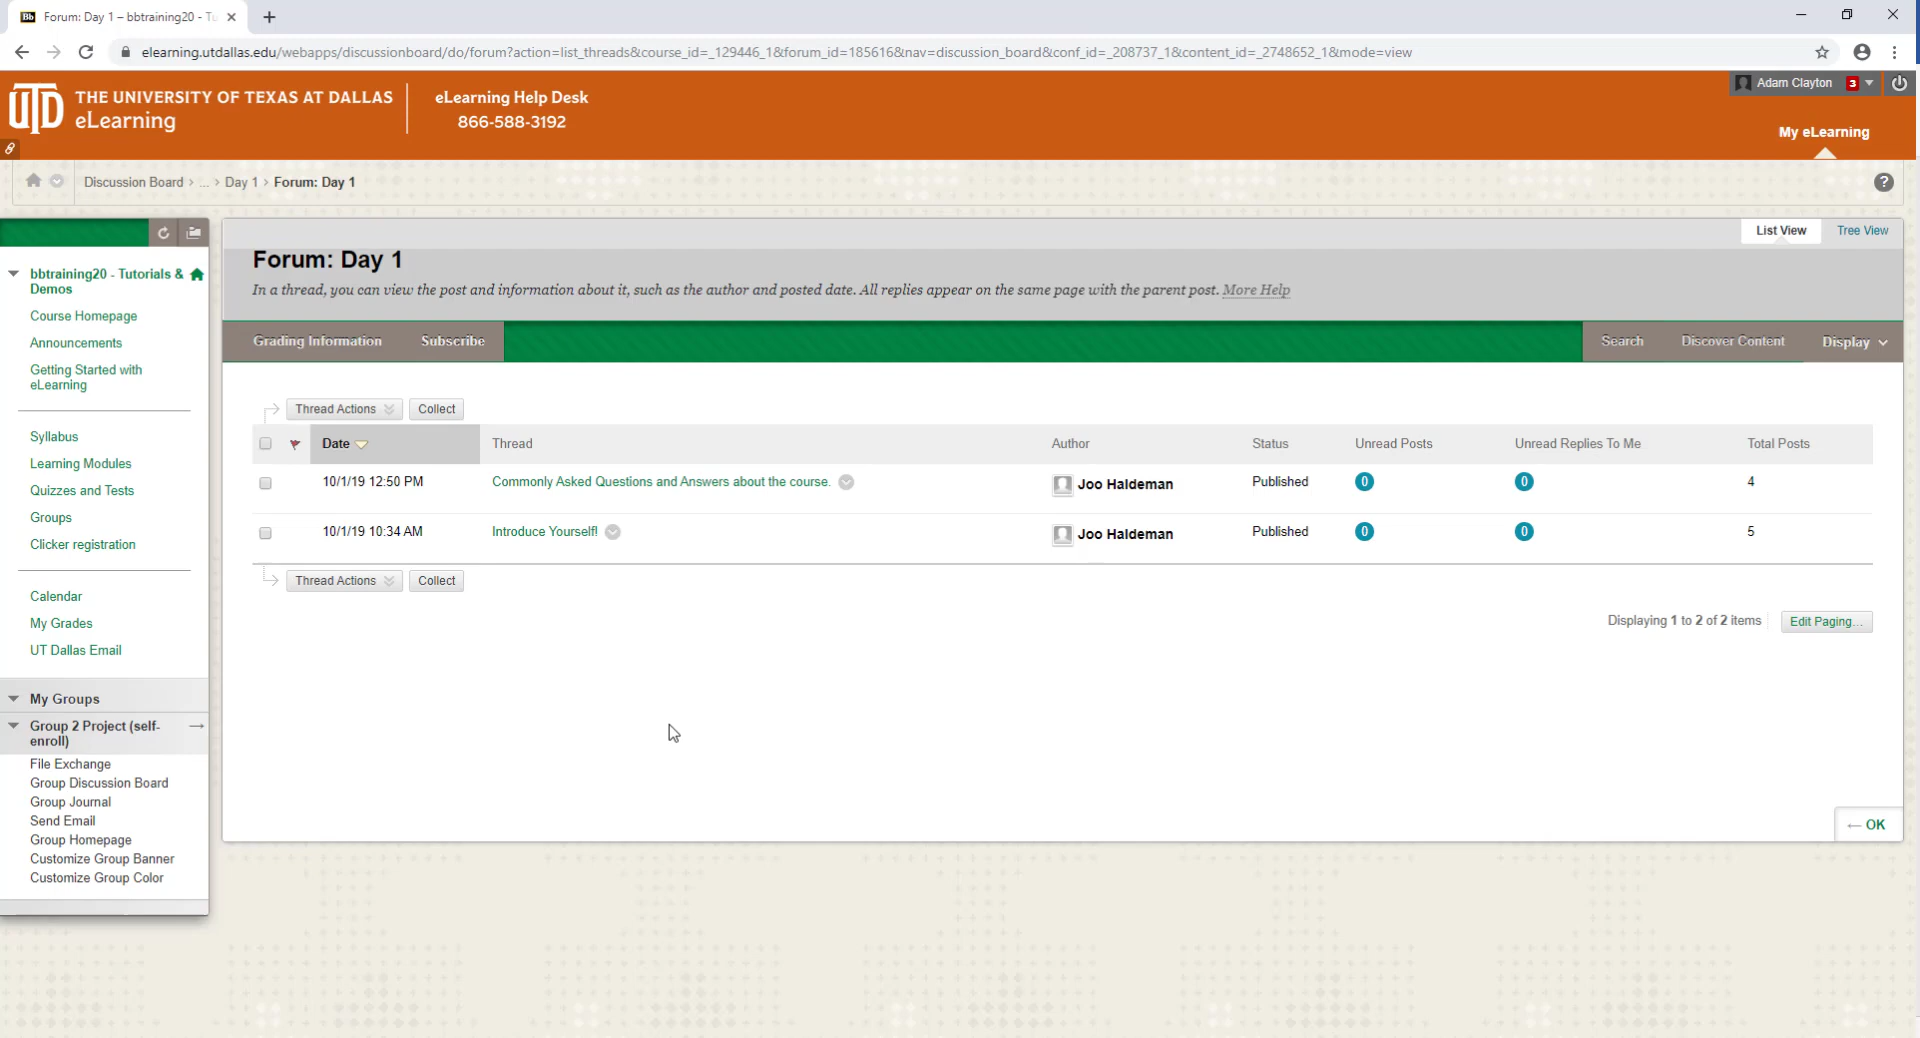 Bb Forum: Day 1 – bbtraining20 - Tu
elearning.utdallas.edu/webapps/discussionboard/do/forum?action=list_threads&course_id=_129446_1&forum_id=185616&nav=discussion_board&conf_id=_208737_1&content_id=_2748652_1&mode=view
Adam Clayton 3
UTD THE UNIVERSITY OF TEXAS AT DALLAS
eLearning
eLearning Help Desk
866-588-3192
My eLearning
Discussion Board > ... > Day 1 > Forum: Day 1
?
bbtraining20 - Tutorials &
Demos
Course Homepage
Announcements
Getting Started with
eLearning
Syllabus
Learning Modules
Quizzes and Tests
Groups
Clicker registration
Calendar
My Grades
UT Dallas Email
My Groups
Group 2 Project (self-
enroll)
File Exchange
Group Discussion Board
Group Journal
Send Email
Group Homepage
Customize Group Banner
Customize Group Color
List View Tree View
Forum: Day 1
In a thread, you can view the post and information about it, such as the author and posted date. All replies appear on the same page with the parent post. More Help
Grading Information Subscribe Search Discover Content Display
Thread Actions Collect
Date Thread Author Status Unread Posts Unread Replies To Me Total Posts
10/1/19 12:50 PM Commonly Asked Questions and Answers about the course. Joo Haldeman Published 0 0 4
10/1/19 10:34 AM Introduce Yourself! Joo Haldeman Published 0 0 5
Thread Actions Collect
Displaying 1 to 2 of 2 items Edit Paging...
← OK